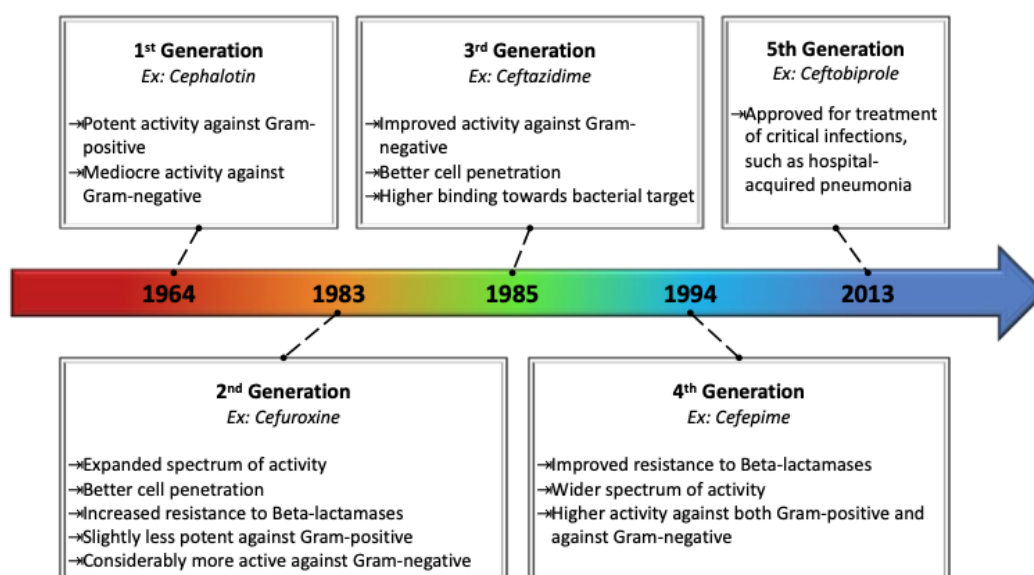 1st Generation
Ex: Cephalotin
→Potent activity against Gram-
positive
→Mediocre activity against
Gram-negative
3rd Generation
Ex: Ceftazidime
→Improved activity against Gram-
negative
→Better cell penetration
→Higher binding towards bacterial target
5th Generation
Ex: Ceftobiprole
→Approved for treatment
of critical infections,
such as hospital-
acquired pneumonia
1964 1983 1985 1994 2013
2nd Generation
Ex: Cefuroxine
→Expanded spectrum of activity
→Better cell penetration
→Increased resistance to Beta-lactamases
→Slightly less potent against Gram-positive
→Considerably more active against Gram-negative
4th Generation
Ex: Cefepime
→Improved resistance to Beta-lactamases
→Wider spectrum of activity
→Higher activity against both Gram-positive and
against Gram-negative